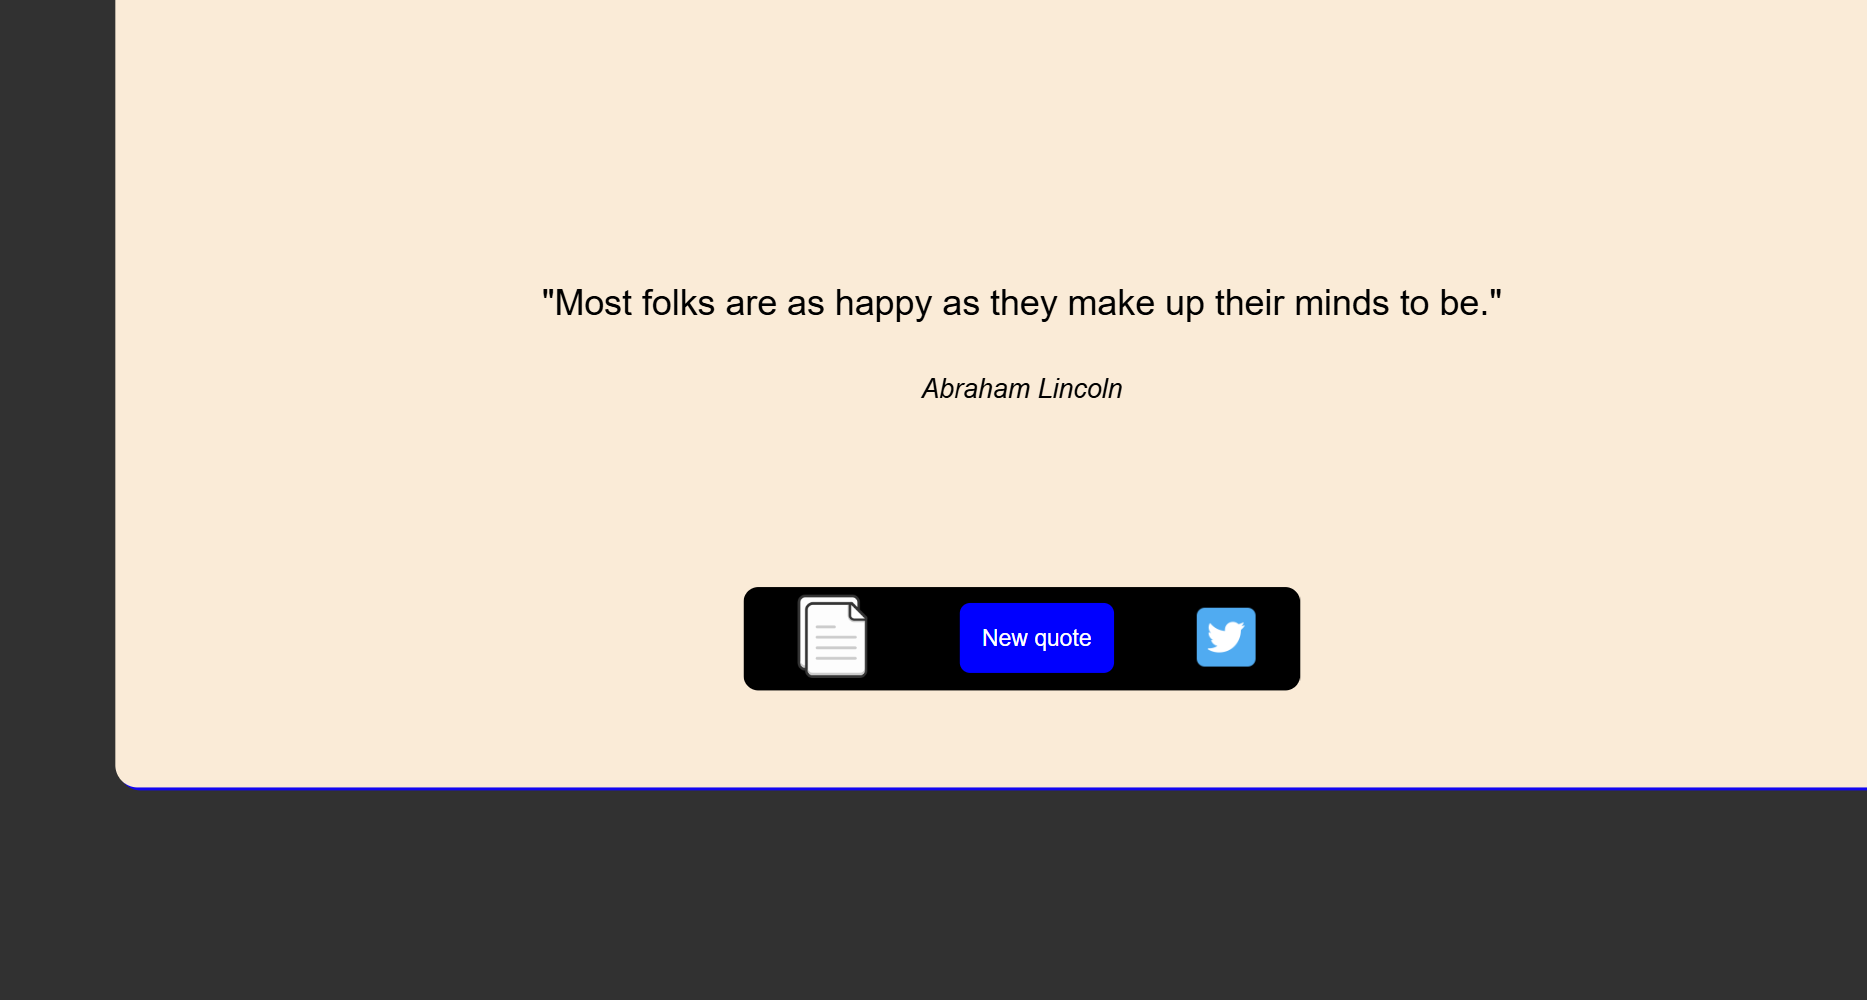 "Most folks are as happy as they make up their minds to be."
Abraham Lincoln
New quote